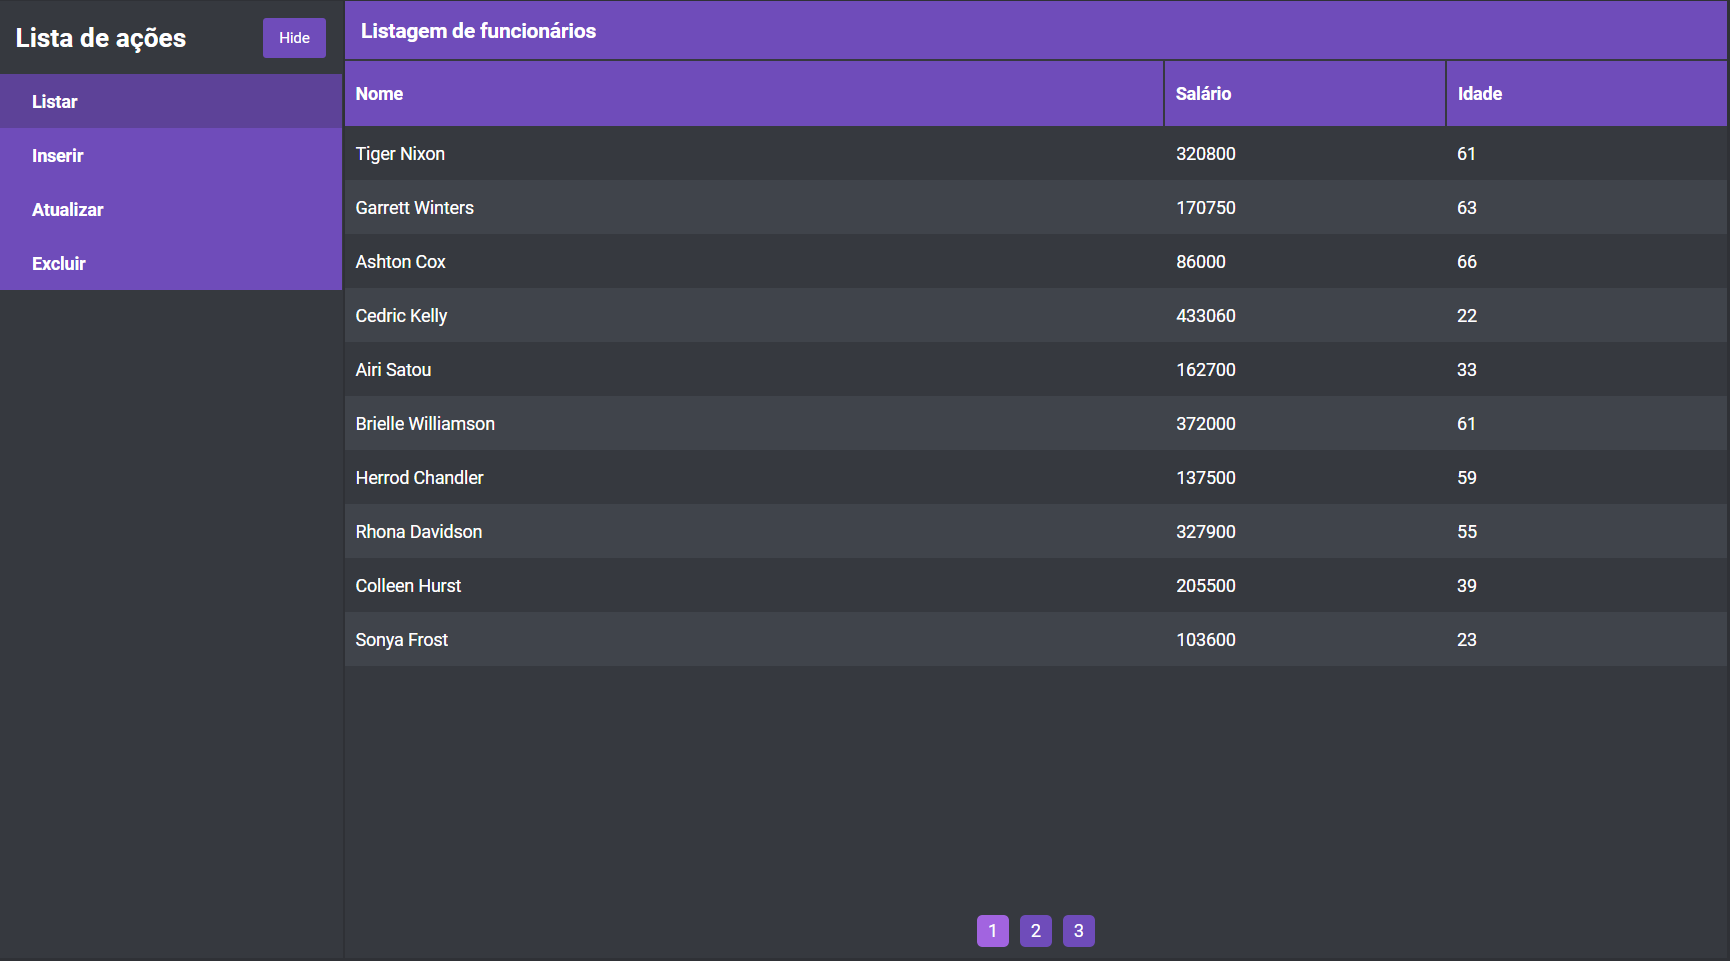 Lista de ações
Hide
Listar
Inserir
Atualizar
Excluir
Listagem de funcionários
Nome Salário Idade
Tiger Nixon 320800 61
Garrett Winters 170750 63
Ashton Cox 86000 66
Cedric Kelly 433060 22
Airi Satou 162700 33
Brielle Williamson 372000 61
Herrod Chandler 137500 59
Rhona Davidson 327900 55
Colleen Hurst 205500 39
Sonya Frost 103600 23
1 2 3